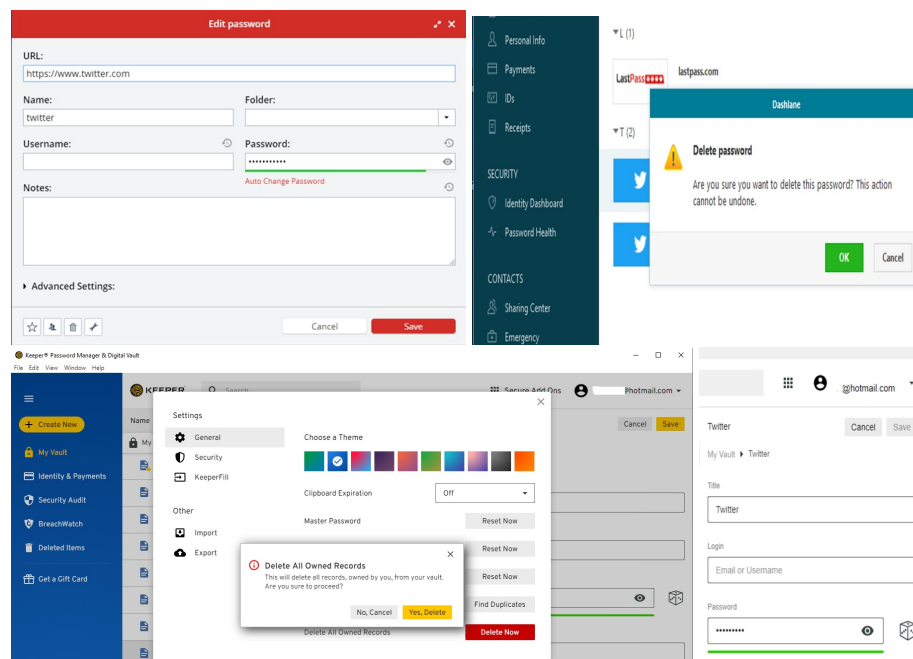 Edit password
URL:
https://www.twitter.com
Name:
Folder:
twitter
Username:
Password:
•••••••••••
Auto Change Password
Notes:
Advanced Settings:
Cancel
Save
Personal Info
Payments
IDs
Receipts
SECURITY
Identity Dashboard
Password Health
CONTACTS
Sharing Center
Emergency
L (1)
LastPass
lastpass.com
T (2)
Dashlane
Delete password
Are you sure you want to delete this password? This action
cannot be undone.
OK
Cancel
Keeper® Password Manager & Digital Vault
File Edit View Window Help
KEEPER
Search
Secure Add Ons
@hotmail.com
+ Create New
My Vault
Identity & Payments
Security Audit
BreachWatch
Deleted Items
Get a Gift Card
Name
My
Cancel
Save
Settings
General
Security
KeeperFill
Other
Import
Export
Choose a Theme
Clipboard Expiration
Off
Master Password
Reset Now
Reset Now
Reset Now
Find Duplicates
Delete All Owned Records
Delete Now
Delete All Owned Records
This will delete all records, owned by you, from your vault.
Are you sure to proceed?
No, Cancel
Yes, Delete
@hotmail.com
Twitter
Cancel
Save
My Vault
Twitter
Title
Twitter
Login
Email or Username
Password
•••••••••